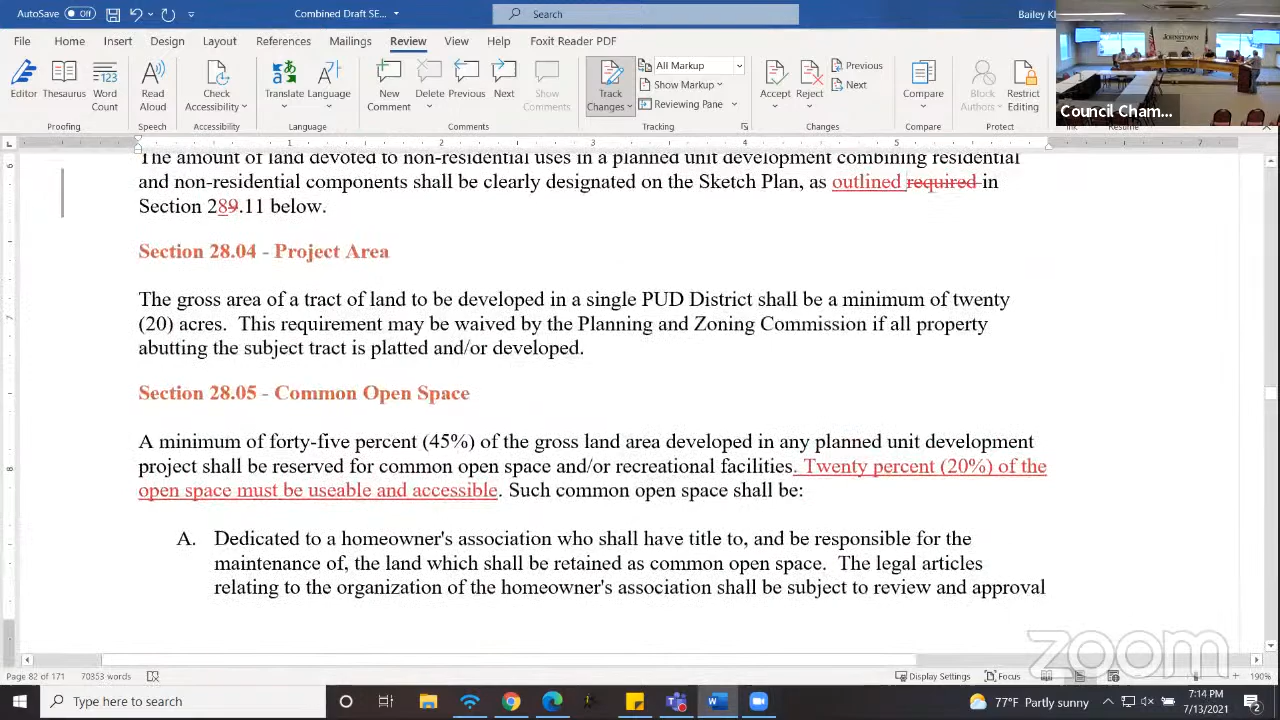 AutoSave Off
Search
Bailey Kl
File Home Insert Draw Design Layout References Mailings Review View Help Foxit Reader PDF
Editor Thesaurus Word Count Read Aloud Check Accessibility Translate Language New Comment Delete Previous Next Show Comments Track Changes All Markup Show Markup Reviewing Pane Accept Reject Previous Next Compare Block Authors Restrict Editing
Proofing Speech Accessibility Language Comments Tracking Changes Compare Protect Ink Resume
JOHNSTOWN
Council Cham...
The amount of land devoted to non-residential uses in a planned unit development combining residential
and non-residential components shall be clearly designated on the Sketch Plan, as outlined required in
Section 289.11 below.
Section 28.04 - Project Area
The gross area of a tract of land to be developed in a single PUD District shall be a minimum of twenty
(20) acres. This requirement may be waived by the Planning and Zoning Commission if all property
abutting the subject tract is platted and/or developed.
Section 28.05 - Common Open Space
A minimum of forty-five percent (45%) of the gross land area developed in any planned unit development
project shall be reserved for common open space and/or recreational facilities. Twenty percent (20%) of the
open space must be useable and accessible. Such common open space shall be:
A. Dedicated to a homeowner's association who shall have title to, and be responsible for the
maintenance of, the land which shall be retained as common open space. The legal articles
relating to the organization of the homeowner's association shall be subject to review and approval
zoom
Page 82 of 171 70353 words Display Settings Focus 190%
Type here to search
77°F Partly sunny
7:14 PM
7/13/2021
2